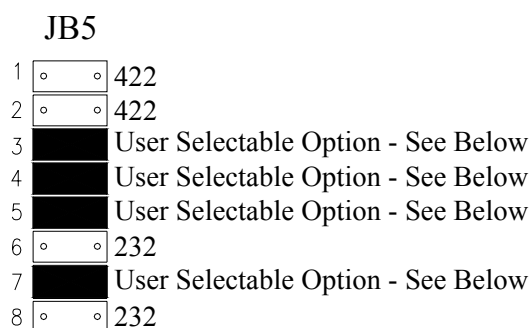 JB5
1 422
2 422
3 User Selectable Option - See Below
4 User Selectable Option - See Below
5 User Selectable Option - See Below
6 232
7 User Selectable Option - See Below
8 232